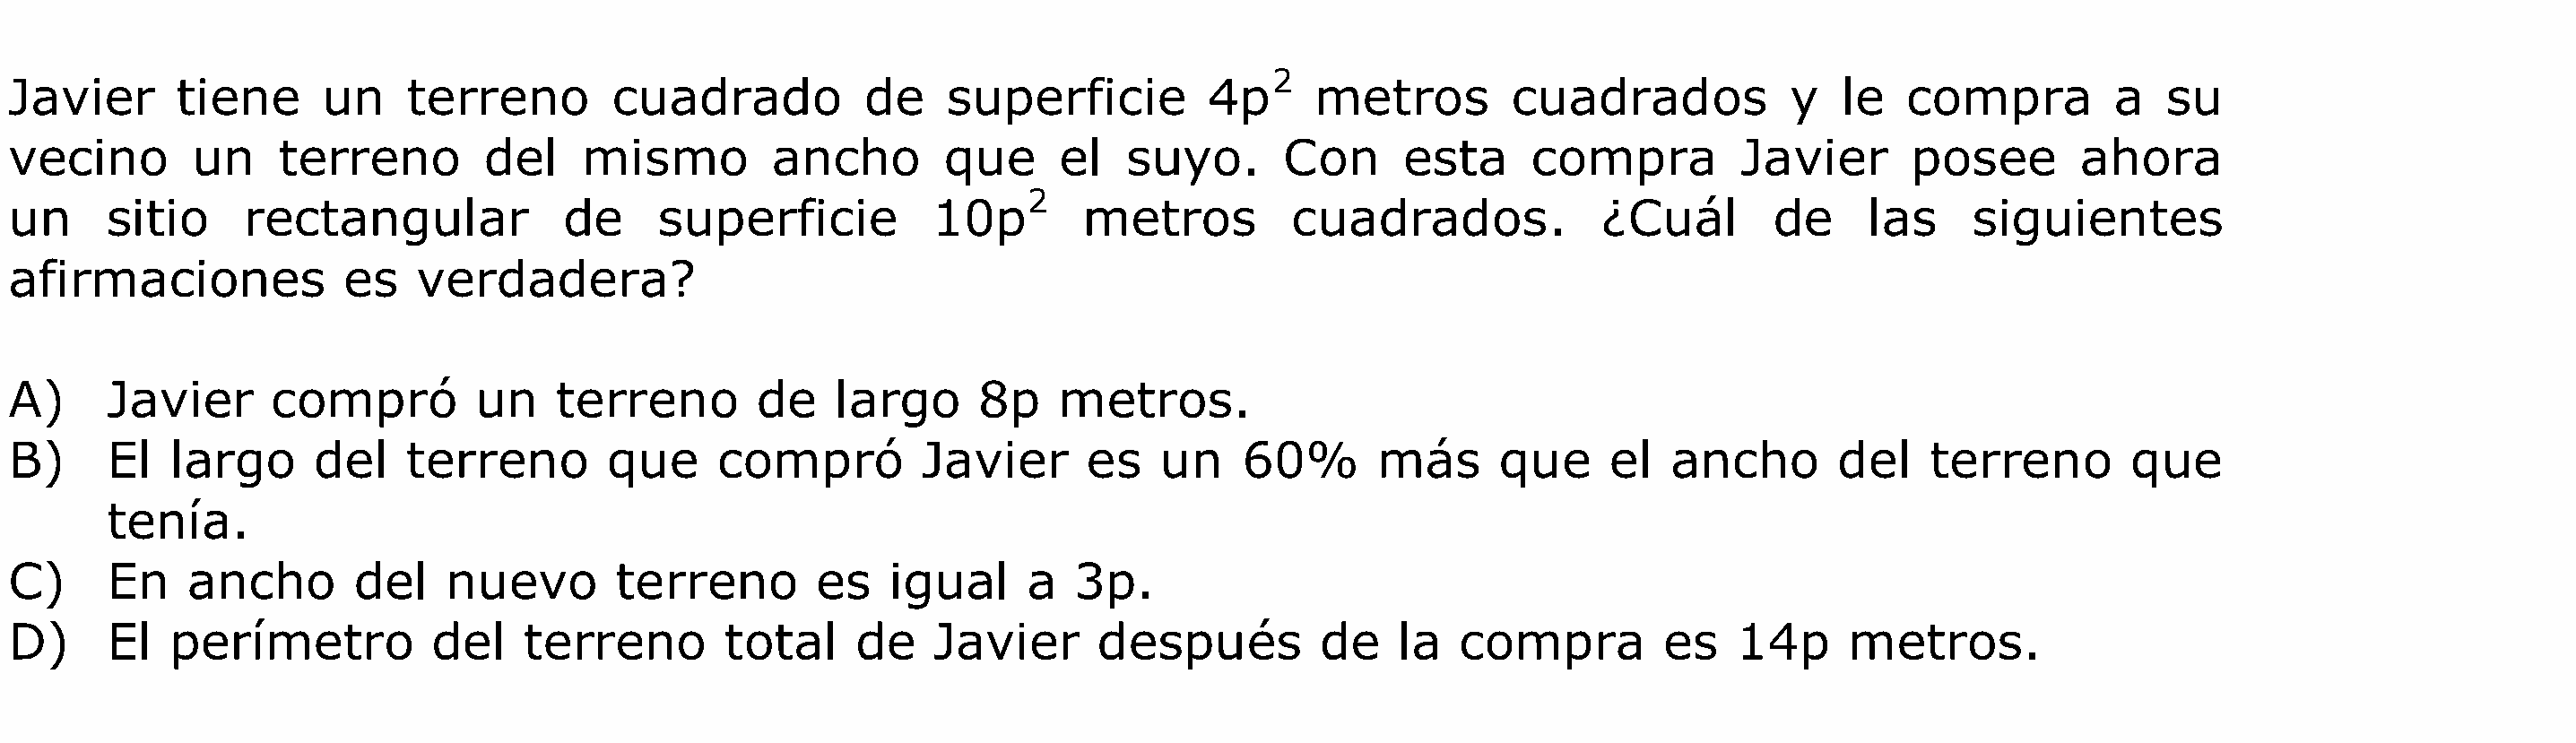 Javier tiene un terreno cuadrado de superficie 4p² metros cuadrados y le compra a su
vecino un terreno del mismo ancho que el suyo. Con esta compra Javier posee ahora
un sitio rectangular de superficie 10p² metros cuadrados. ¿Cuál de las siguientes
afirmaciones es verdadera?
A) Javier compró un terreno de largo 8p metros.
B) El largo del terreno que compró Javier es un 60% más que el ancho del terreno que
tenía.
C) En ancho del nuevo terreno es igual a 3p.
D) El perímetro del terreno total de Javier después de la compra es 14p metros.